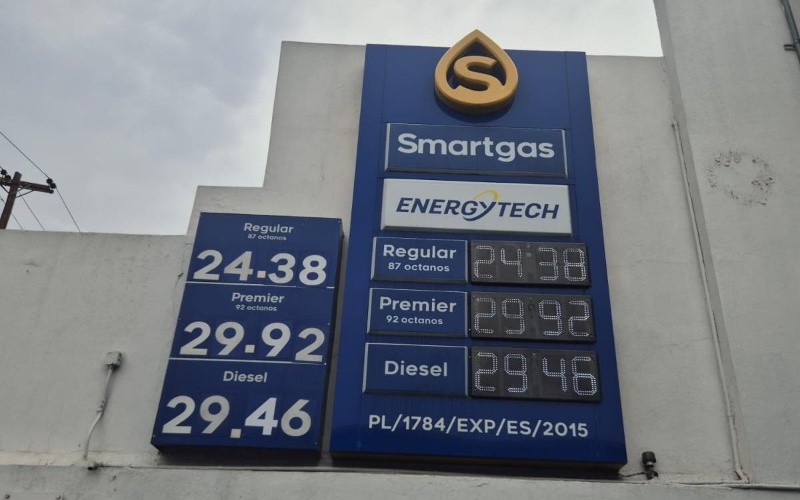 Regular
87 octanos
24.38
Premier
92 octanos
29.92
Diesel
29.46
S
Smartgas
ENERGYTECH
Regular
87 octanos
24 38
Premier
92 octanos
29 92
Diesel
29 46
PL/1784/EXP/ES/2015